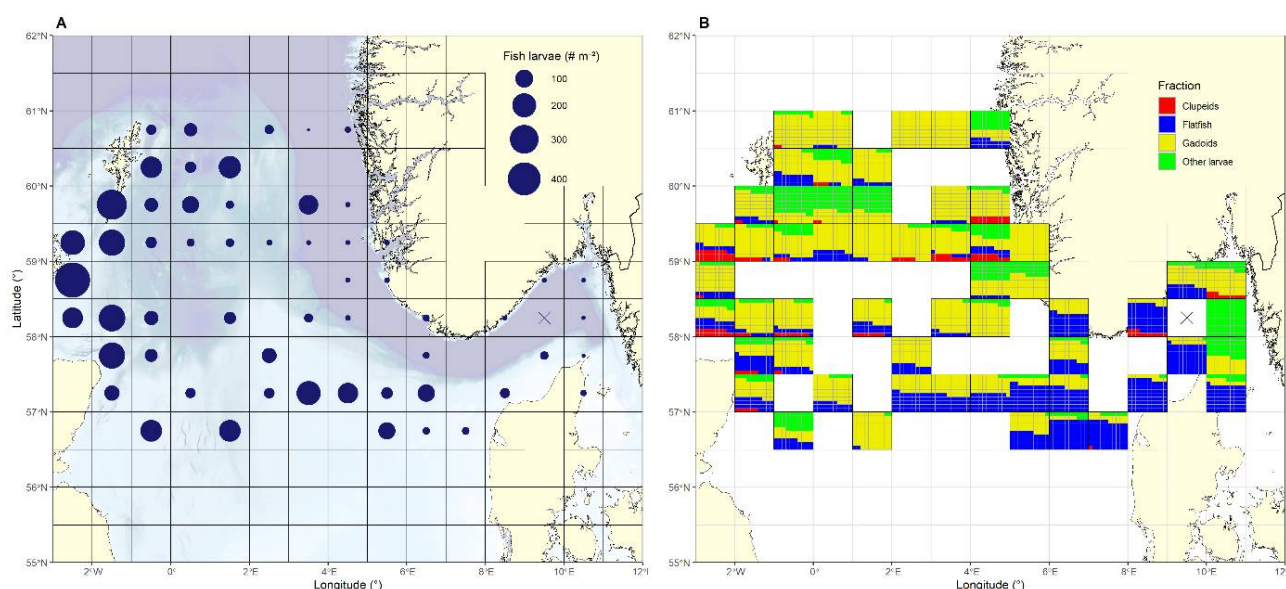 A
62°N
61°N
60°N
59°N
58°N
57°N
56°N
55°N
Latitude (°)
2°W
0°
2°E
4°E
6°E
8°E
10°E
12°E
Longitude (°)
Fish larvae (# m⁻²)
100
200
300
400
B
62°N
61°N
60°N
59°N
58°N
57°N
56°N
55°N
2°W
0°
2°E
4°E
6°E
8°E
10°E
12°
Longitude (°)
Fraction
Clupeids
Flatfish
Gadoids
Other larvae